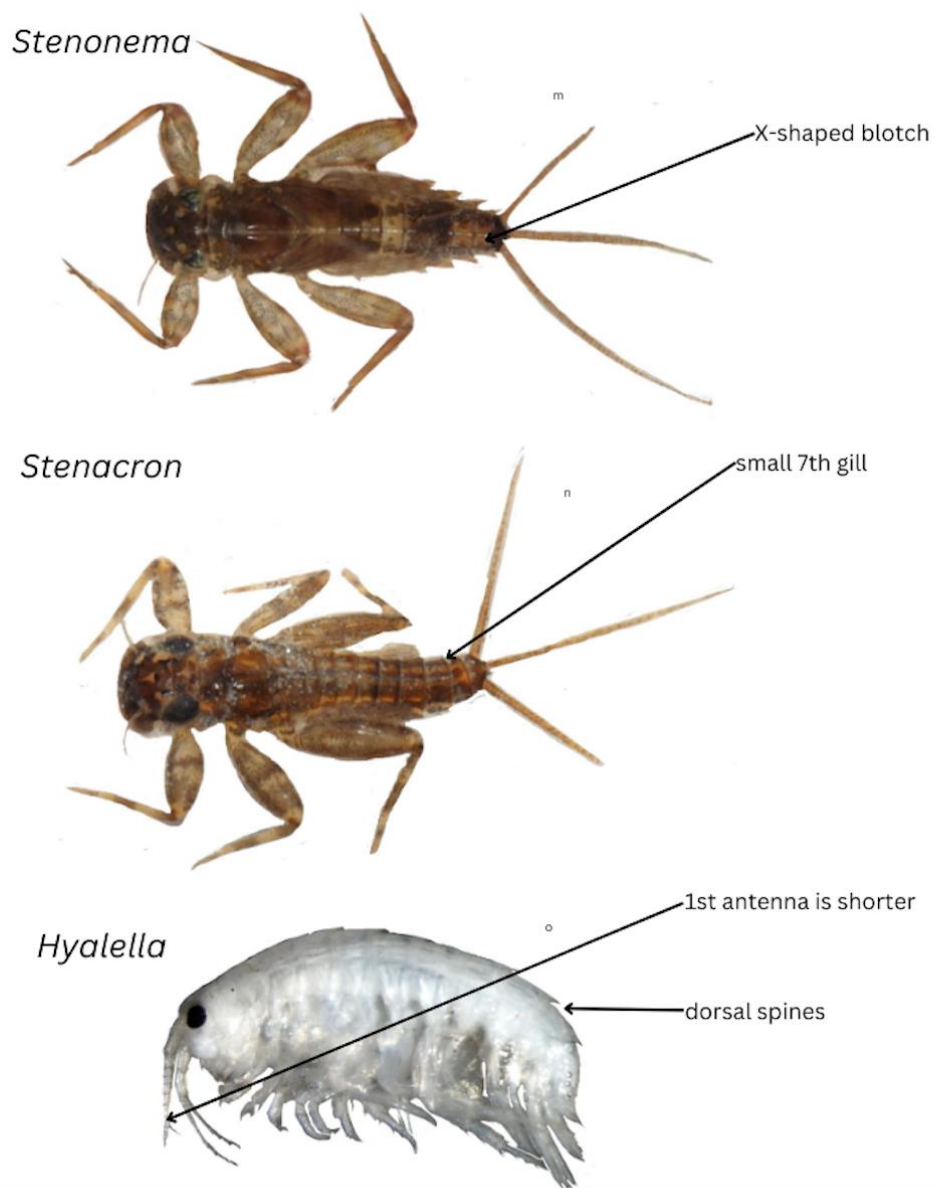 Stenonema
m
X-shaped blotch
Stenacron
small 7th gill
n
1st antenna is shorter
Hyalella
o
dorsal spines